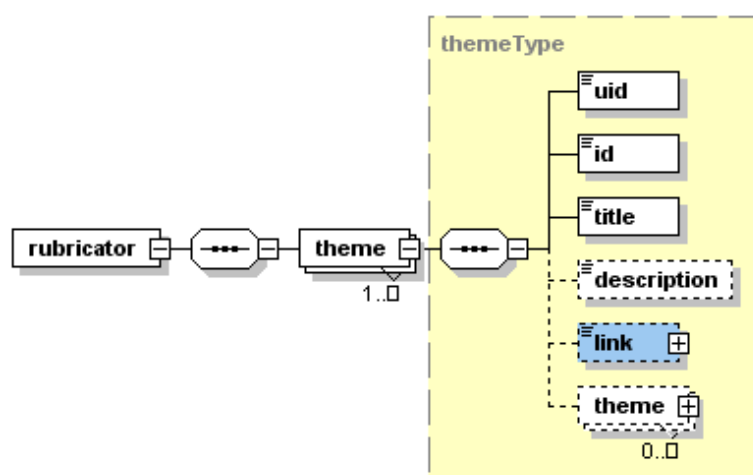 themeType
uid
id
title
rubricator
theme
1..□
description
link
theme
0..□